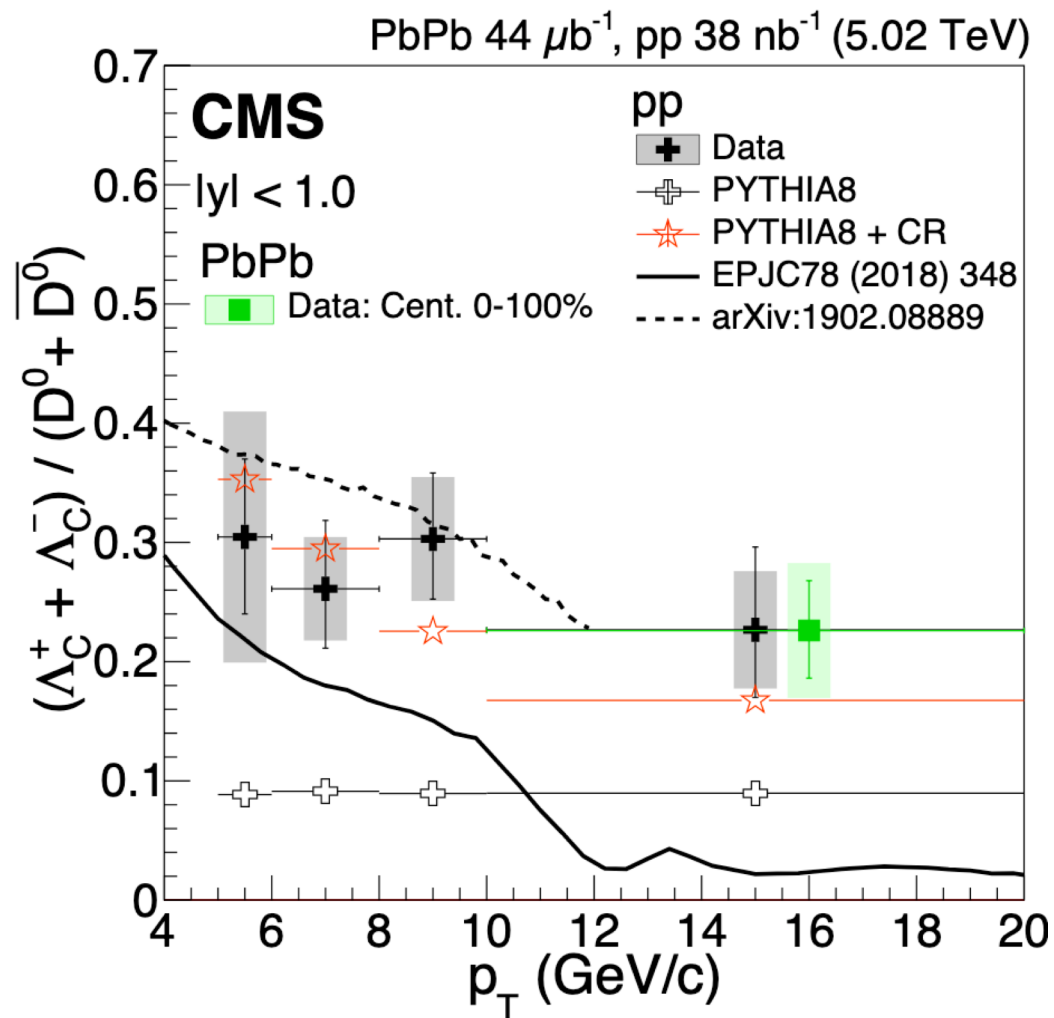 PbPb 44 μb⁻¹, pp 38 nb⁻¹ (5.02 TeV)
CMS
|y| < 1.0
PbPb
Data: Cent. 0-100%
pp
Data
PYTHIA8
PYTHIA8 + CR
EPJC78 (2018) 348
arXiv:1902.08889
(Λ_C⁺ + Λ_C⁻) / (D⁰ + D̅⁰)
0.7
0.6
0.5
0.4
0.3
0.2
0.1
0
4 6 8 10 12 14 16 18 20
p_T (GeV/c)